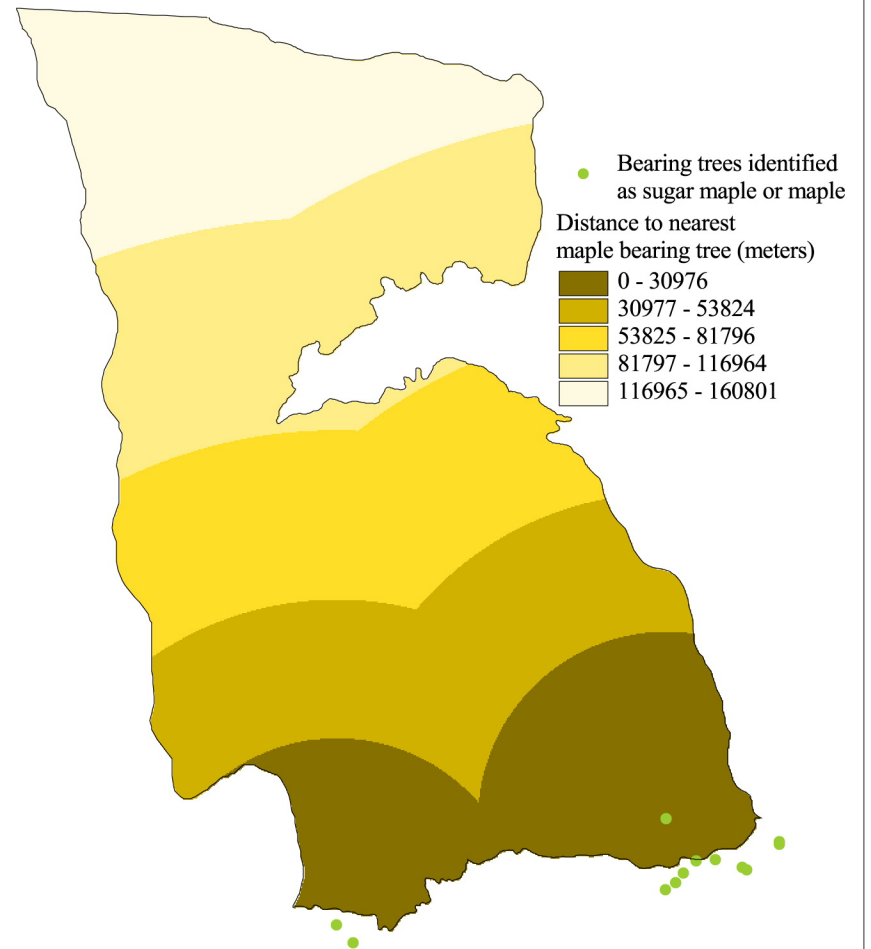 Bearing trees identified
as sugar maple or maple
Distance to nearest
maple bearing tree (meters)
0 - 30976
30977 - 53824
53825 - 81796
81797 - 116964
116965 - 160801